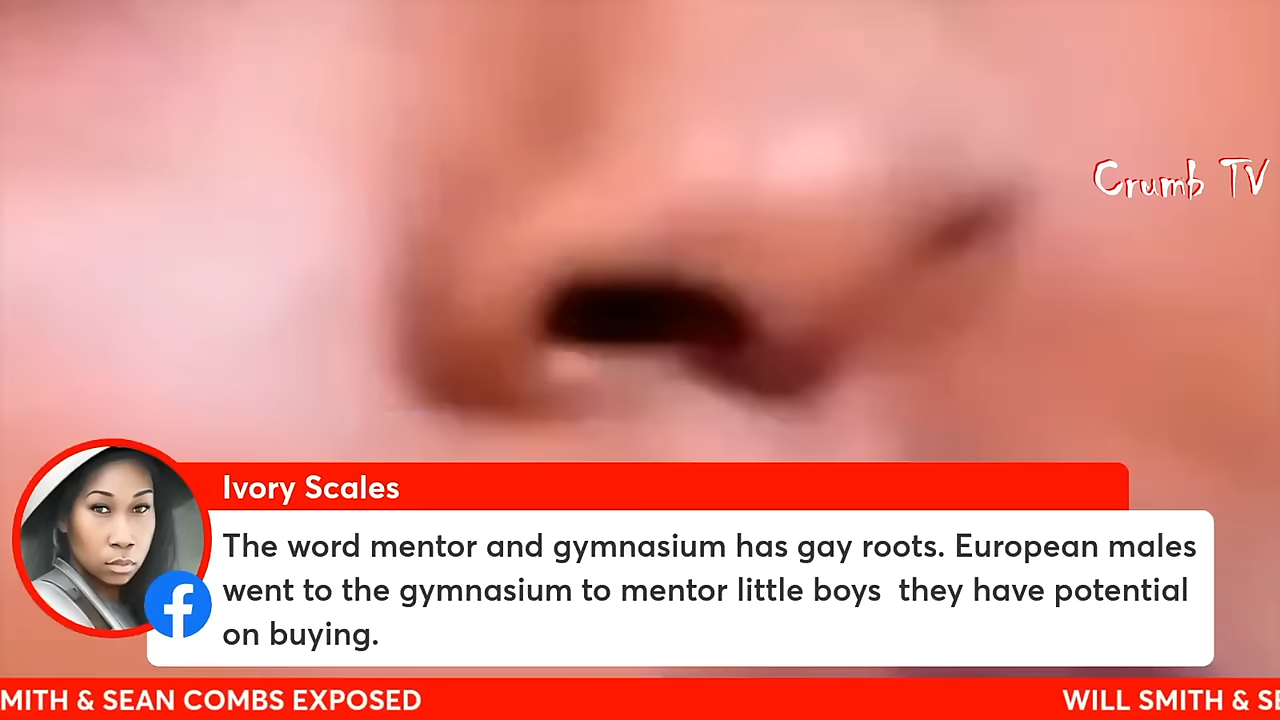 Crumb TV
Ivory Scales
The word mentor and gymnasium has gay roots. European males
went to the gymnasium to mentor little boys  they have potential
on buying.
MITH & SEAN COMBS EXPOSED
WILL SMITH & SE